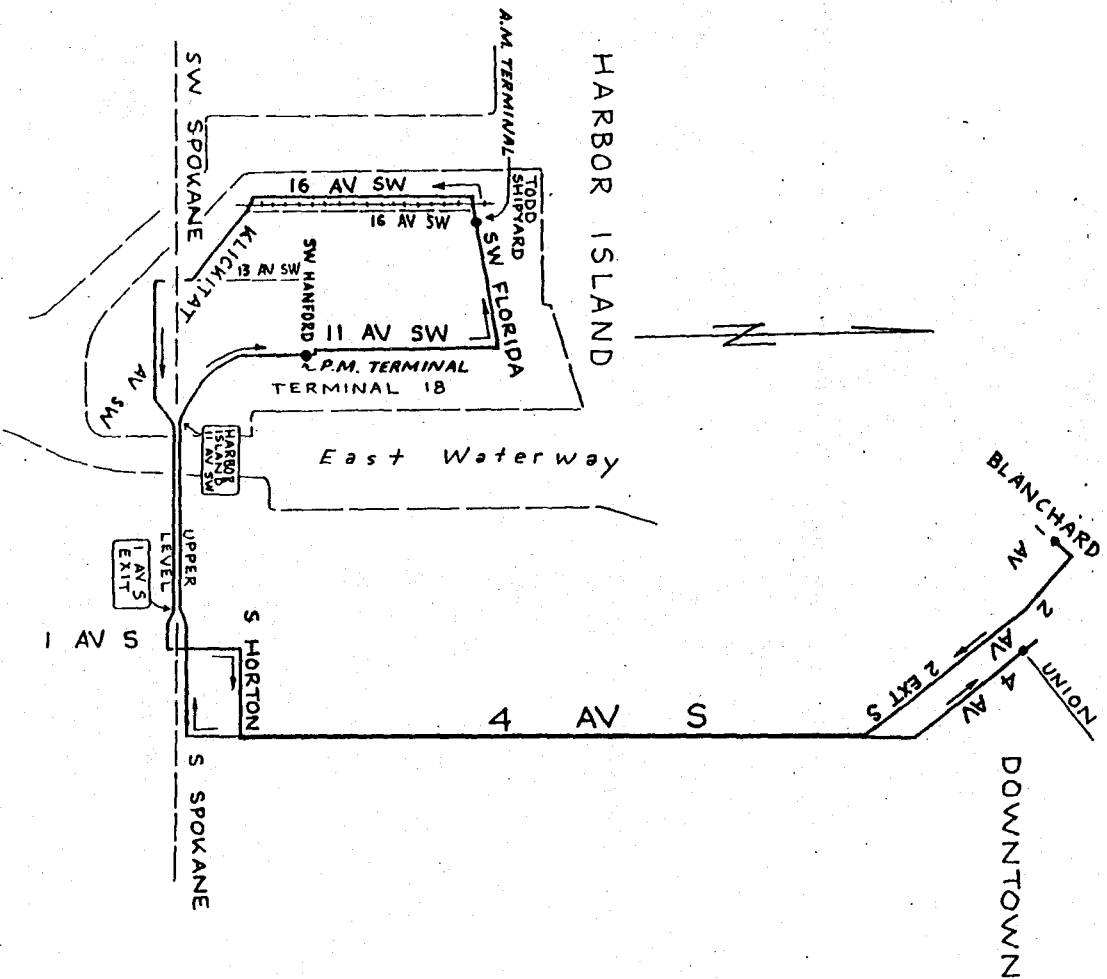 A.M. TERMINAL
HARBOR ISLAND
SW SPOKANE
TODD
SHIPYARD
16 AV SW
16 AV SW
SW FLORIDA
KLICKITAT
13 AV SW
SW HANFORD
11 AV SW
P.M. TERMINAL
TERMINAL 18
AV SW
HARBOR
ISLAND
11 AV SW
East Waterway
BLANCHARD
2 AV
UPPER
LEVEL
1 AV S
EXIT
1 AV S
S HORTON
AV
2 EXT S
4 AV
UNION
4 AV S
S SPOKANE
DOWNTOWN
N